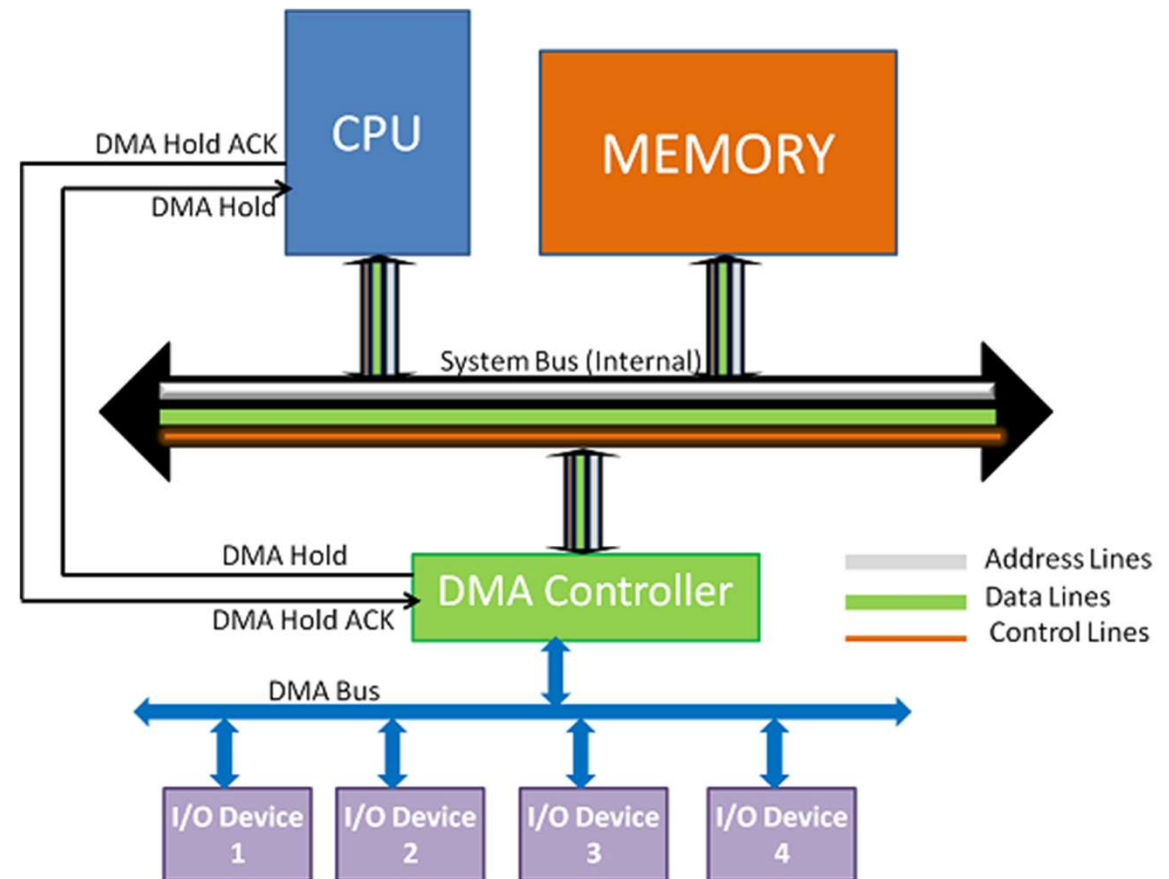 CPU
MEMORY
DMA Hold ACK
DMA Hold
System Bus (Internal)
DMA Hold
DMA Controller
DMA Hold ACK
Address Lines
Data Lines
Control Lines
DMA Bus
I/O Device
1
I/O Device
2
I/O Device
3
I/O Device
4